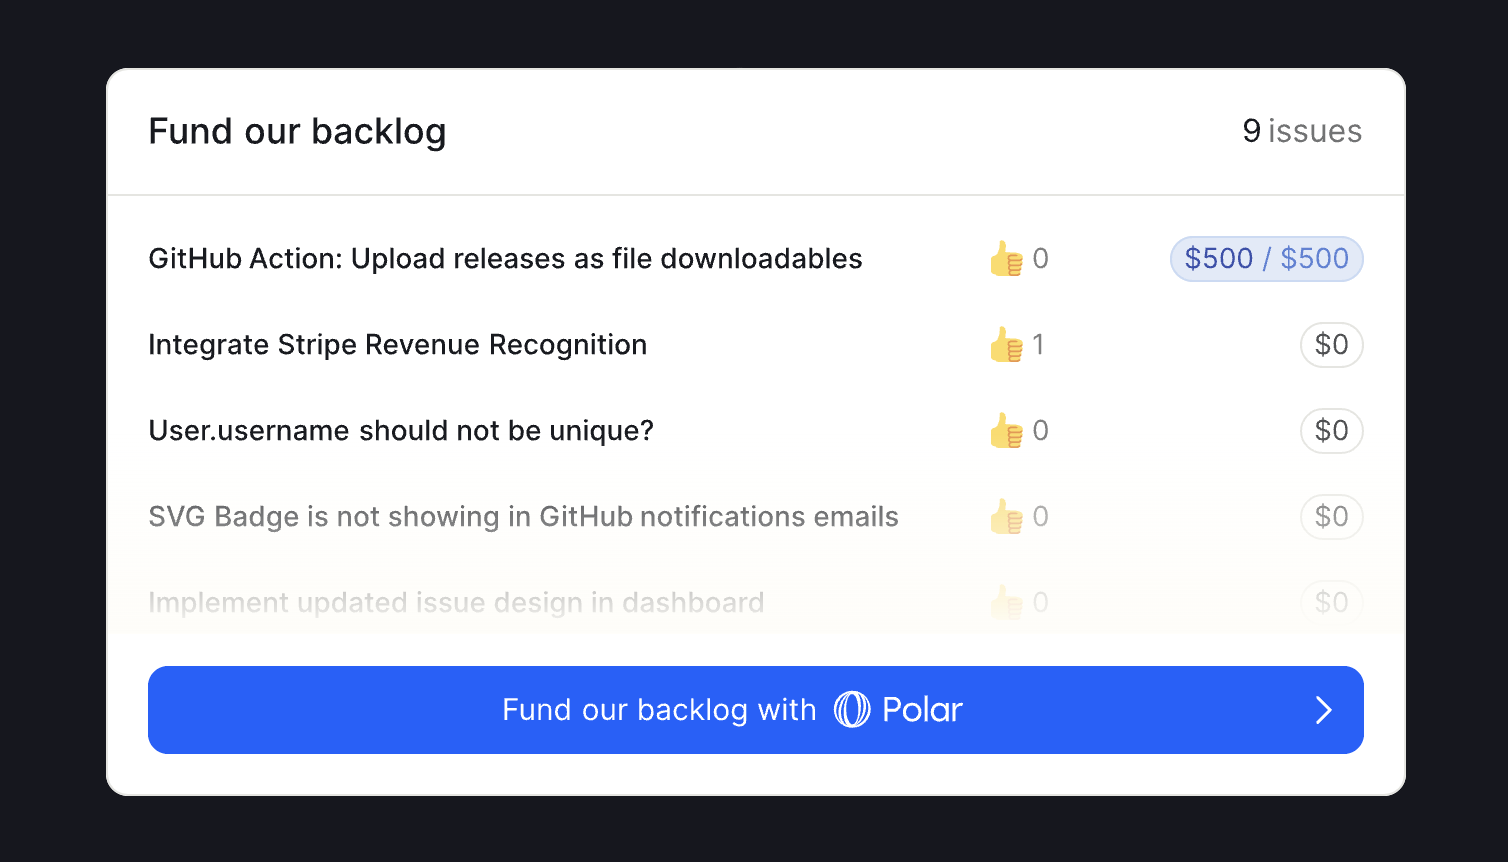 Fund our backlog 9 issues
GitHub Action: Upload releases as file downloadables 0 $500 / $500
Integrate Stripe Revenue Recognition 1 $0
User.username should not be unique? 0 $0
SVG Badge is not showing in GitHub notifications emails 0 $0
Implement updated issue design in dashboard 0 $0
Fund our backlog with Polar